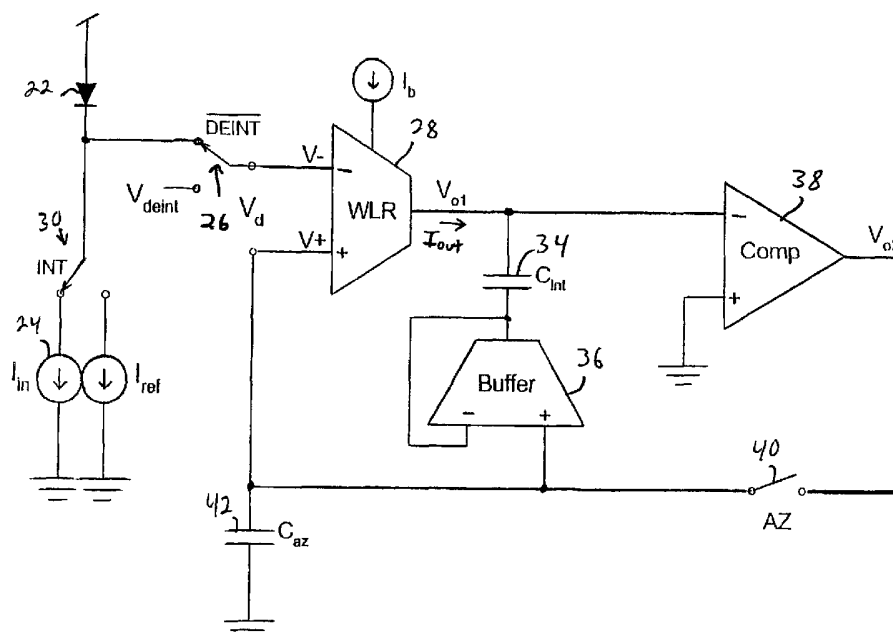 22
I_b
DEINT
28
V-
V_deint
26
V_d
WLR
V_o1
38
30
V+
I_out
34
Comp
V_o2
INT
C_int
24
I_in
I_ref
Buffer
36
40
42
C_az
AZ